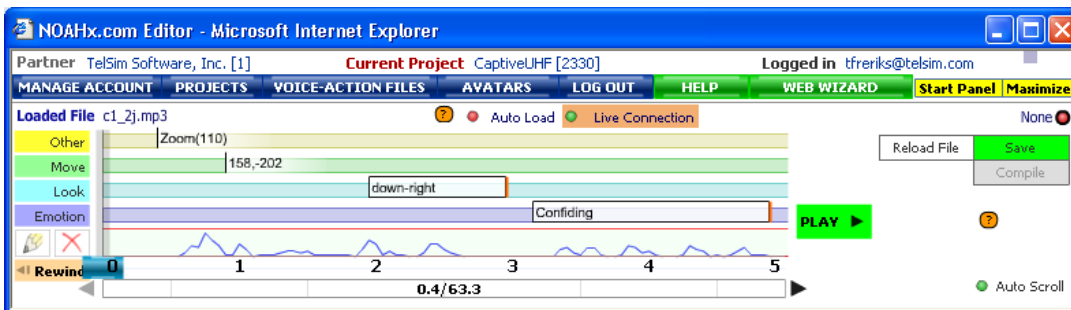 NOAHx.com Editor - Microsoft Internet Explorer
Partner TelSim Software, Inc. [1] Current Project CaptiveUHF [2330] Logged in tfreriks@telsim.com
MANAGE ACCOUNT PROJECTS VOICE-ACTION FILES AVATARS LOG OUT HELP WEB WIZARD Start Panel Maximize
Loaded File c1_2j.mp3 ? Auto Load Live Connection None
Other Zoom(110) Reload File Save
Move 158,-202 Compile
Look down-right
Emotion Confiding PLAY ?
Rewind 0 1 2 3 4 5
0.4/63.3 Auto Scroll